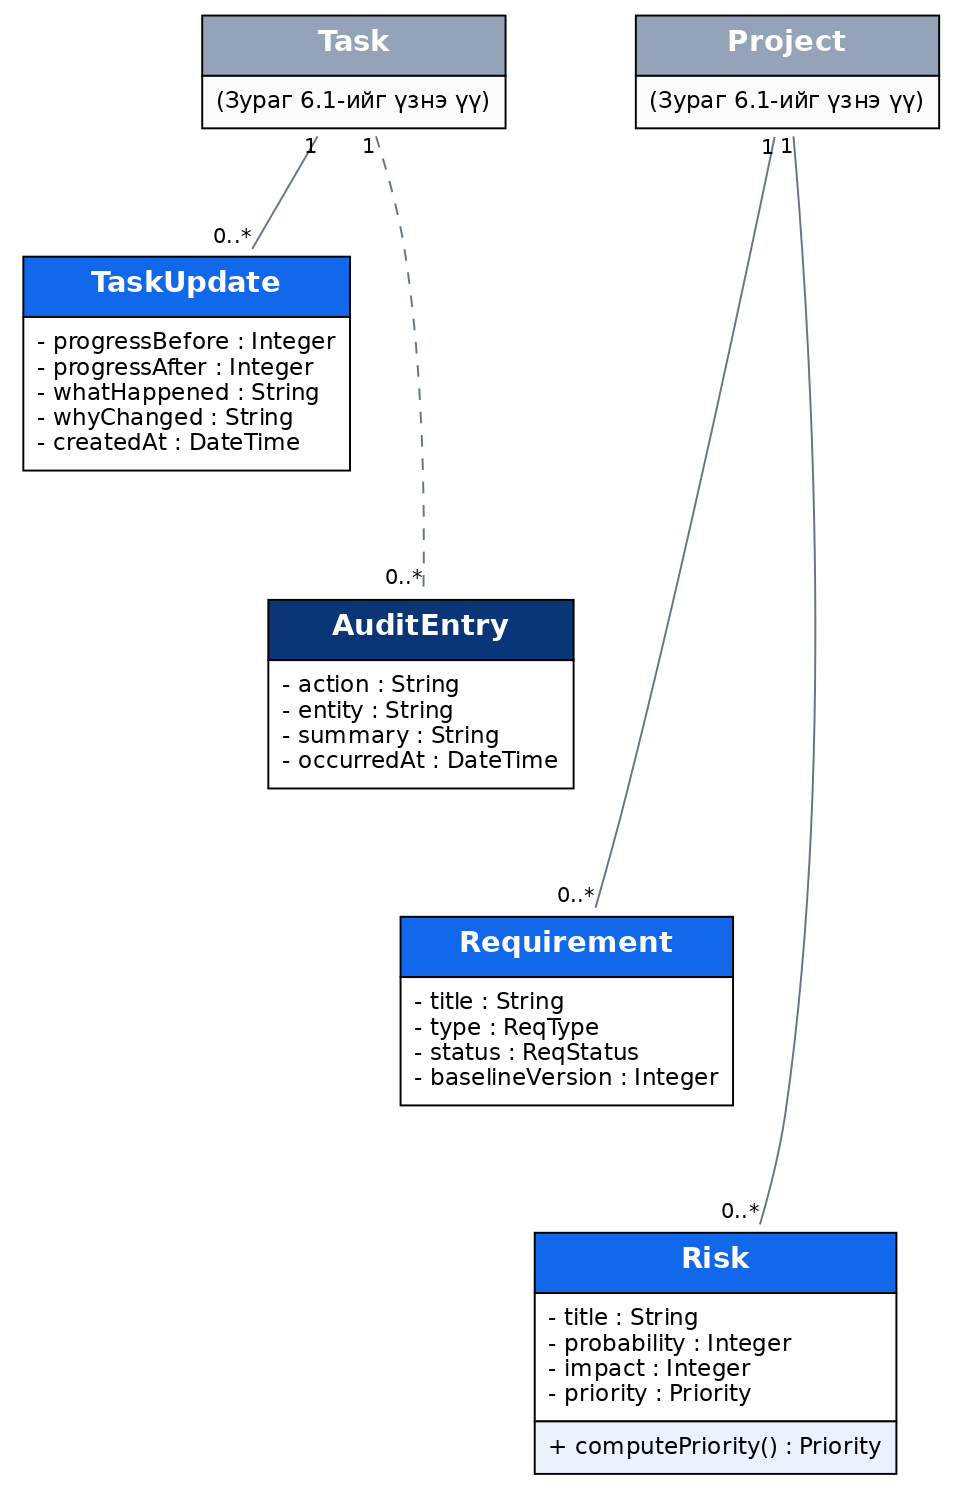 Task
(Зураг 6.1-ийг үзнэ үү)
Project
(Зураг 6.1-ийг үзнэ үү)
1
1
1
1
0..*
TaskUpdate
- progressBefore : Integer
- progressAfter : Integer
- whatHappened : String
- whyChanged : String
- createdAt : DateTime
0..*
AuditEntry
- action : String
- entity : String
- summary : String
- occurredAt : DateTime
0..*
Requirement
- title : String
- type : ReqType
- status : ReqStatus
- baselineVersion : Integer
0..*
Risk
- title : String
- probability : Integer
- impact : Integer
- priority : Priority
+ computePriority() : Priority